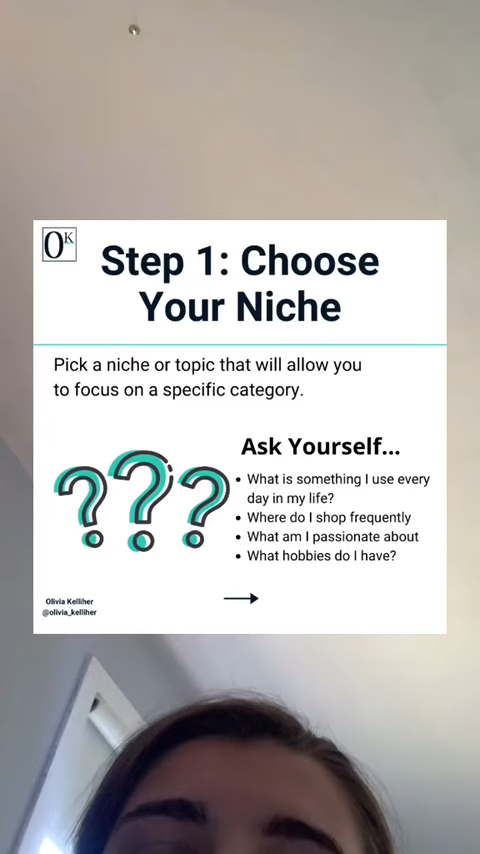 OK
Step 1: Choose
Your Niche
Pick a niche or topic that will allow you
to focus on a specific category.
???
Ask Yourself...
• What is something I use every
day in my life?
• Where do I shop frequently
• What am I passionate about
• What hobbies do I have?
Olivia Kelliher
@olivia_kelliher